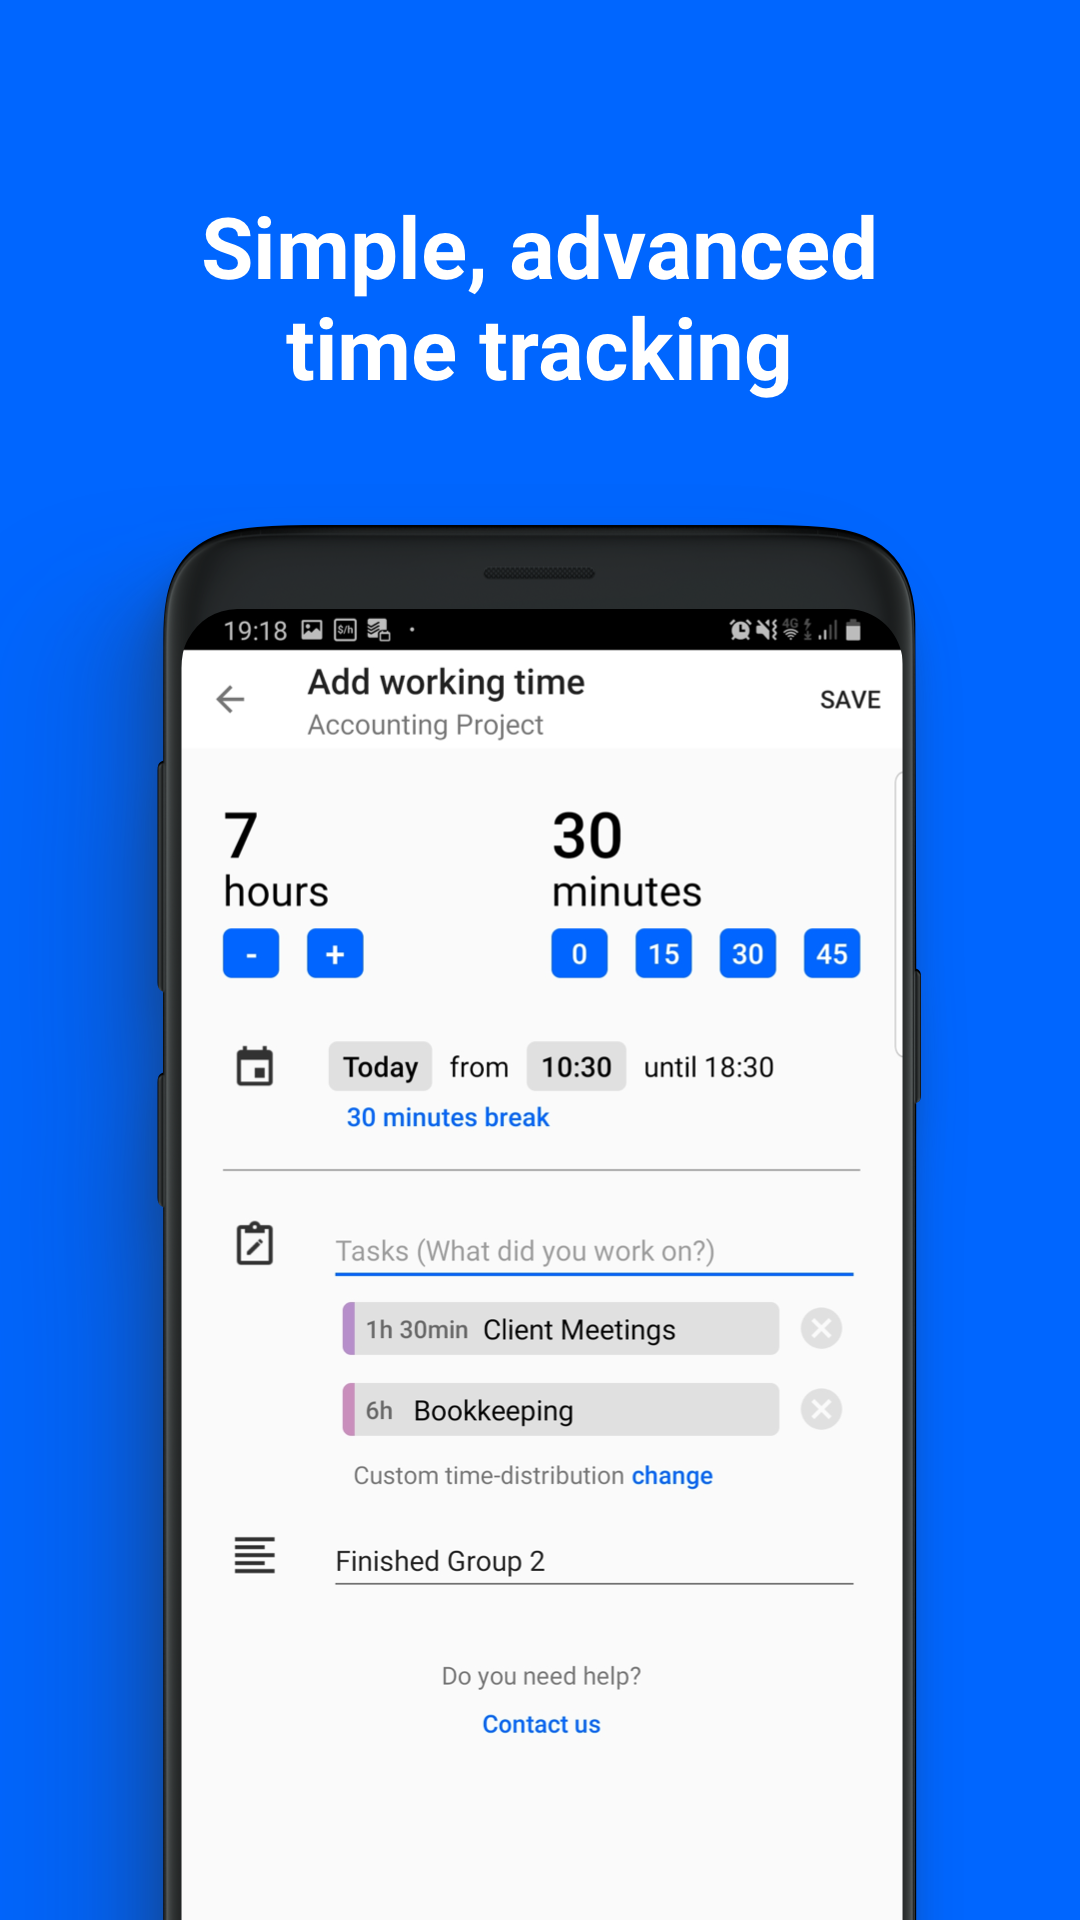 Simple, advanced
time tracking
19:18 $/h 4G
Add working time
SAVE
Accounting Project
7 30
hours minutes
- + 0 15 30 45
Today from 10:30 until 18:30
30 minutes break
Tasks (What did you work on?)
1h 30min Client Meetings
6h Bookkeeping
Custom time-distribution change
Finished Group 2
Do you need help?
Contact us